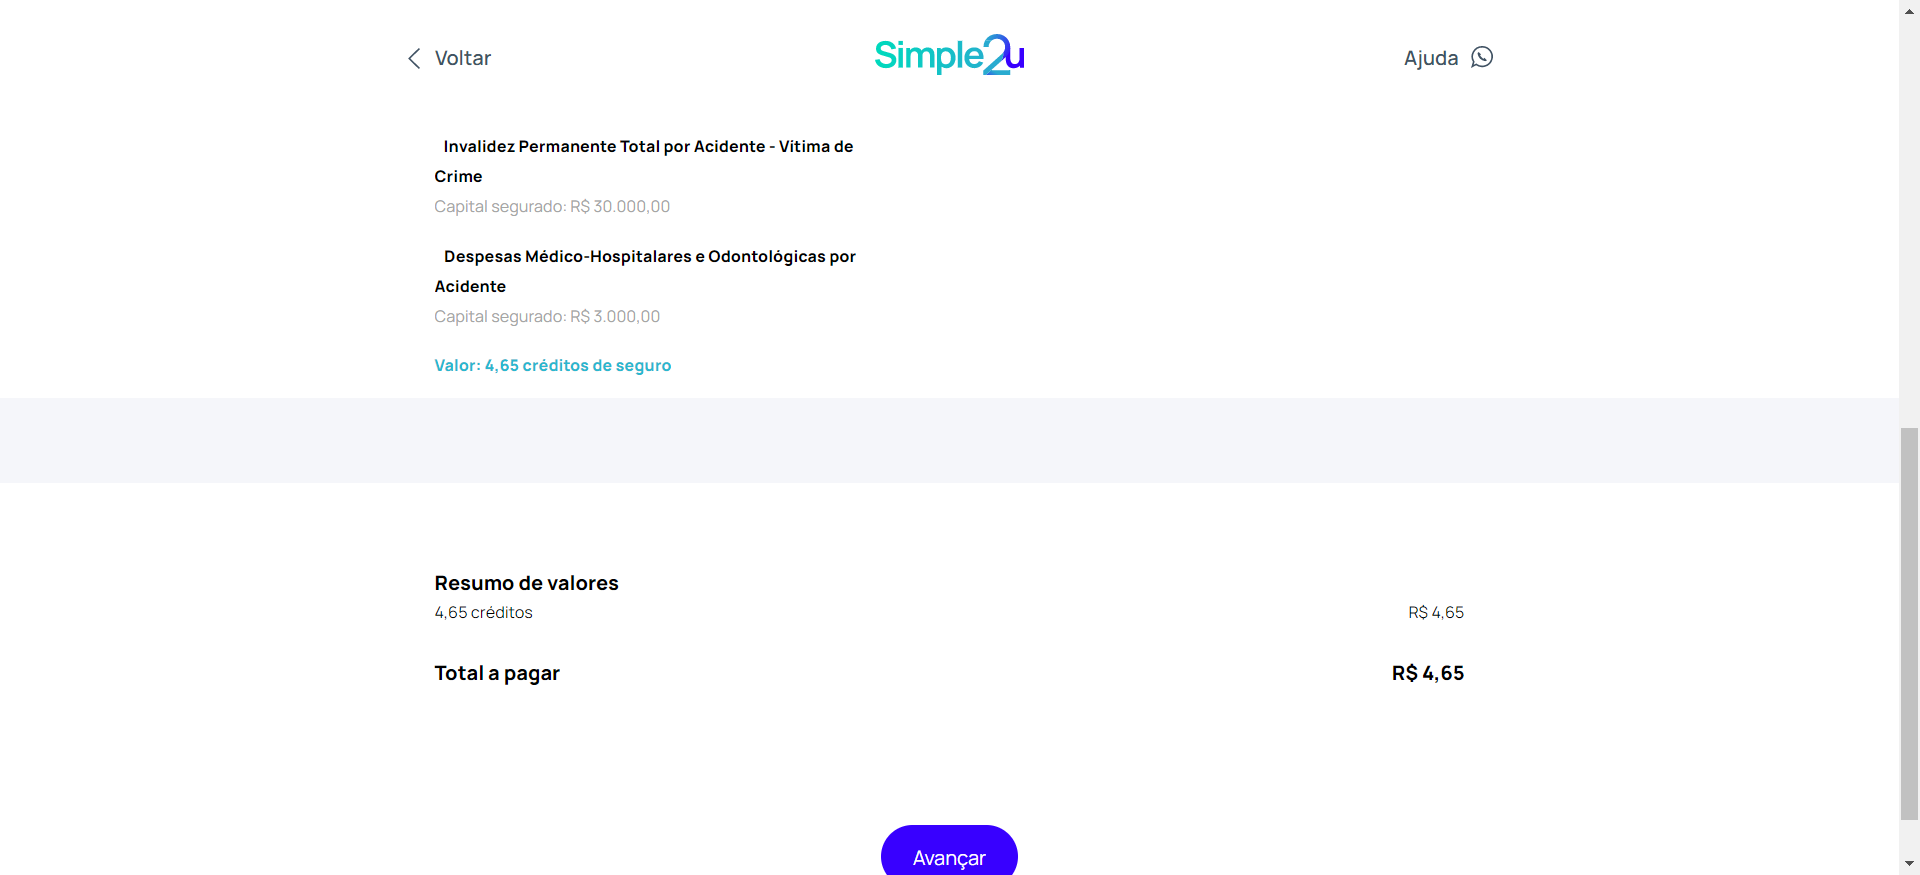 Voltar
Simple2u
Ajuda
Invalidez Permanente Total por Acidente - Vitima de
Crime
Capital segurado: R$ 30.000,00
Despesas Médico-Hospitalares e Odontológicas por
Acidente
Capital segurado: R$ 3.000,00
Valor: 4,65 créditos de seguro
Resumo de valores
4,65 créditos R$ 4,65
Total a pagar R$ 4,65
Avançar